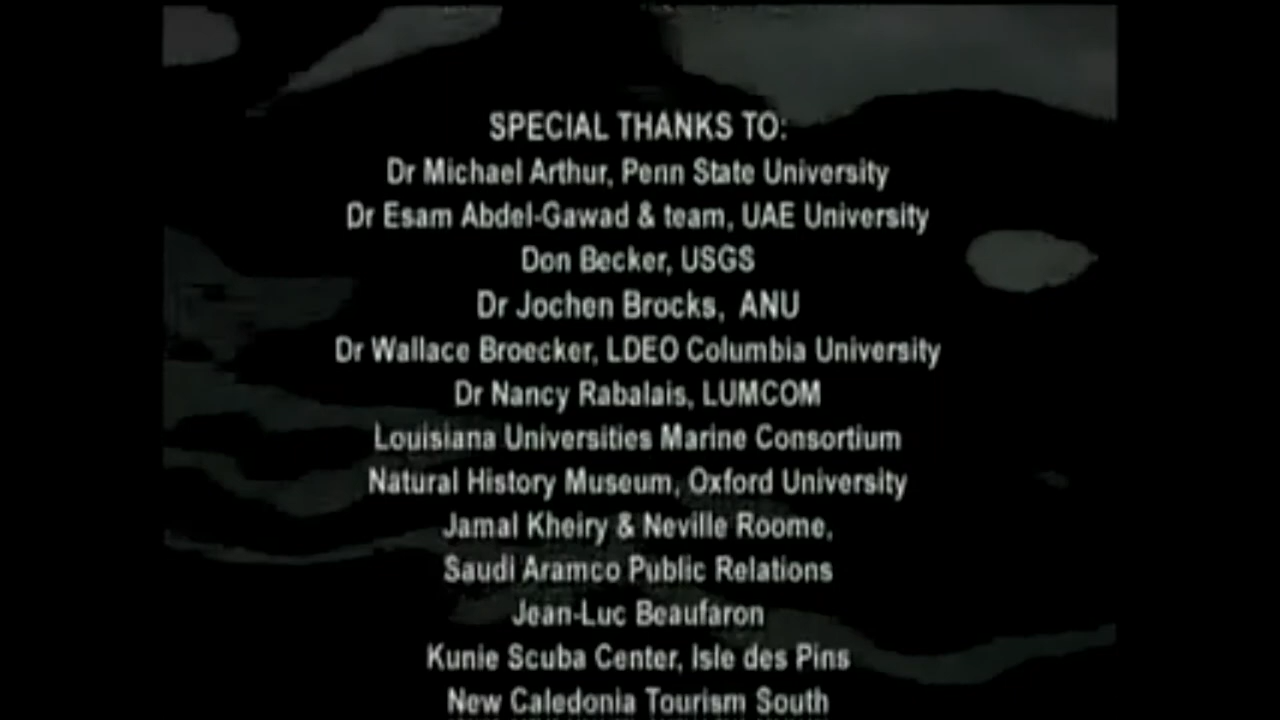 SPECIAL THANKS TO:
Dr Michael Arthur, Penn State University
Dr Esam Abdel-Gawad & team, UAE University
Don Becker, USGS
Dr Jochen Brocks, ANU
Dr Wallace Broecker, LDEO Columbia University
Dr Nancy Rabalais, LUMCOM
Louisiana Universities Marine Consortium
Natural History Museum, Oxford University
Jamal Kheiry & Neville Roome,
Saudi Aramco Public Relations
Jean-Luc Beaufaron
Kunie Scuba Center, Isle des Pins
New Caledonia Tourism South